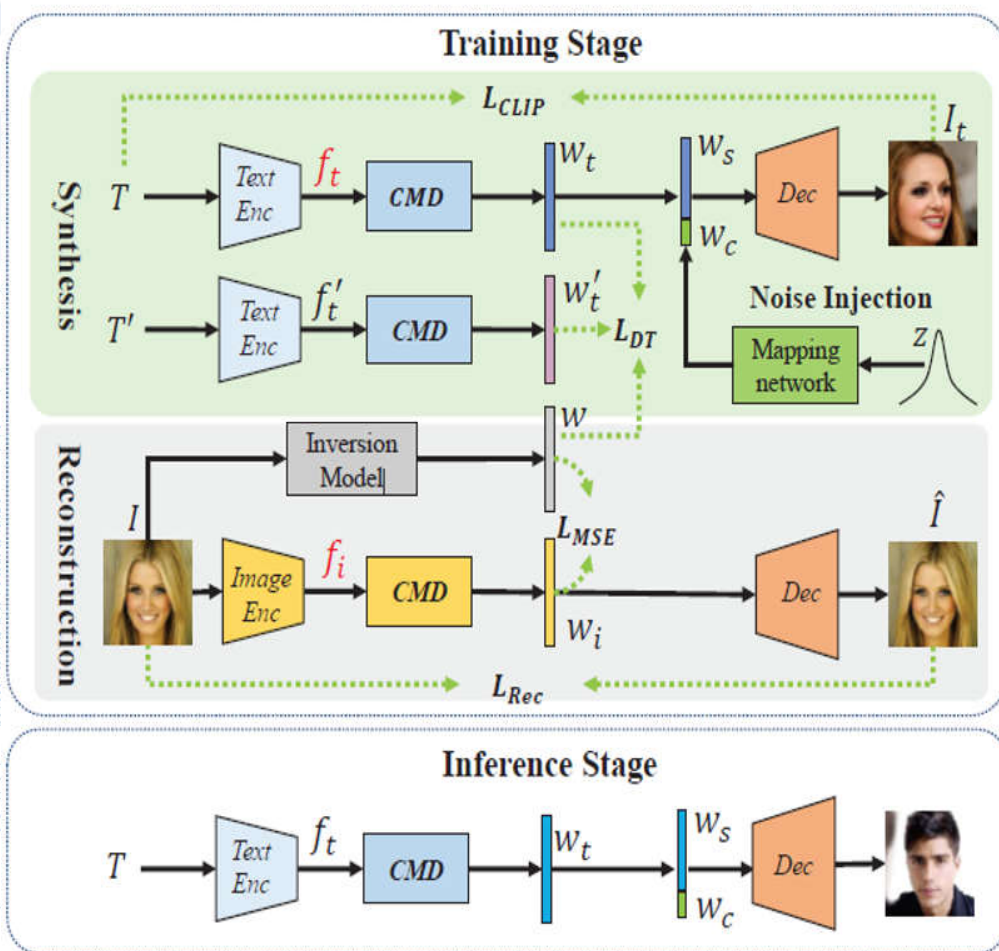 Training Stage
Synthesis
L_CLIP
I_t
T
Text
Enc
f_t
CMD
w_t
w_s
w_c
Dec
T′
Text
Enc
f_t′
CMD
w_t′
L_DT
Noise Injection
Mapping
network
Z
Reconstruction
I
Inversion
Model
w
L_MSE
Image
Enc
f_i
CMD
w_i
Dec
Î
L_Rec
Inference Stage
T
Text
Enc
f_t
CMD
w_t
w_s
w_c
Dec